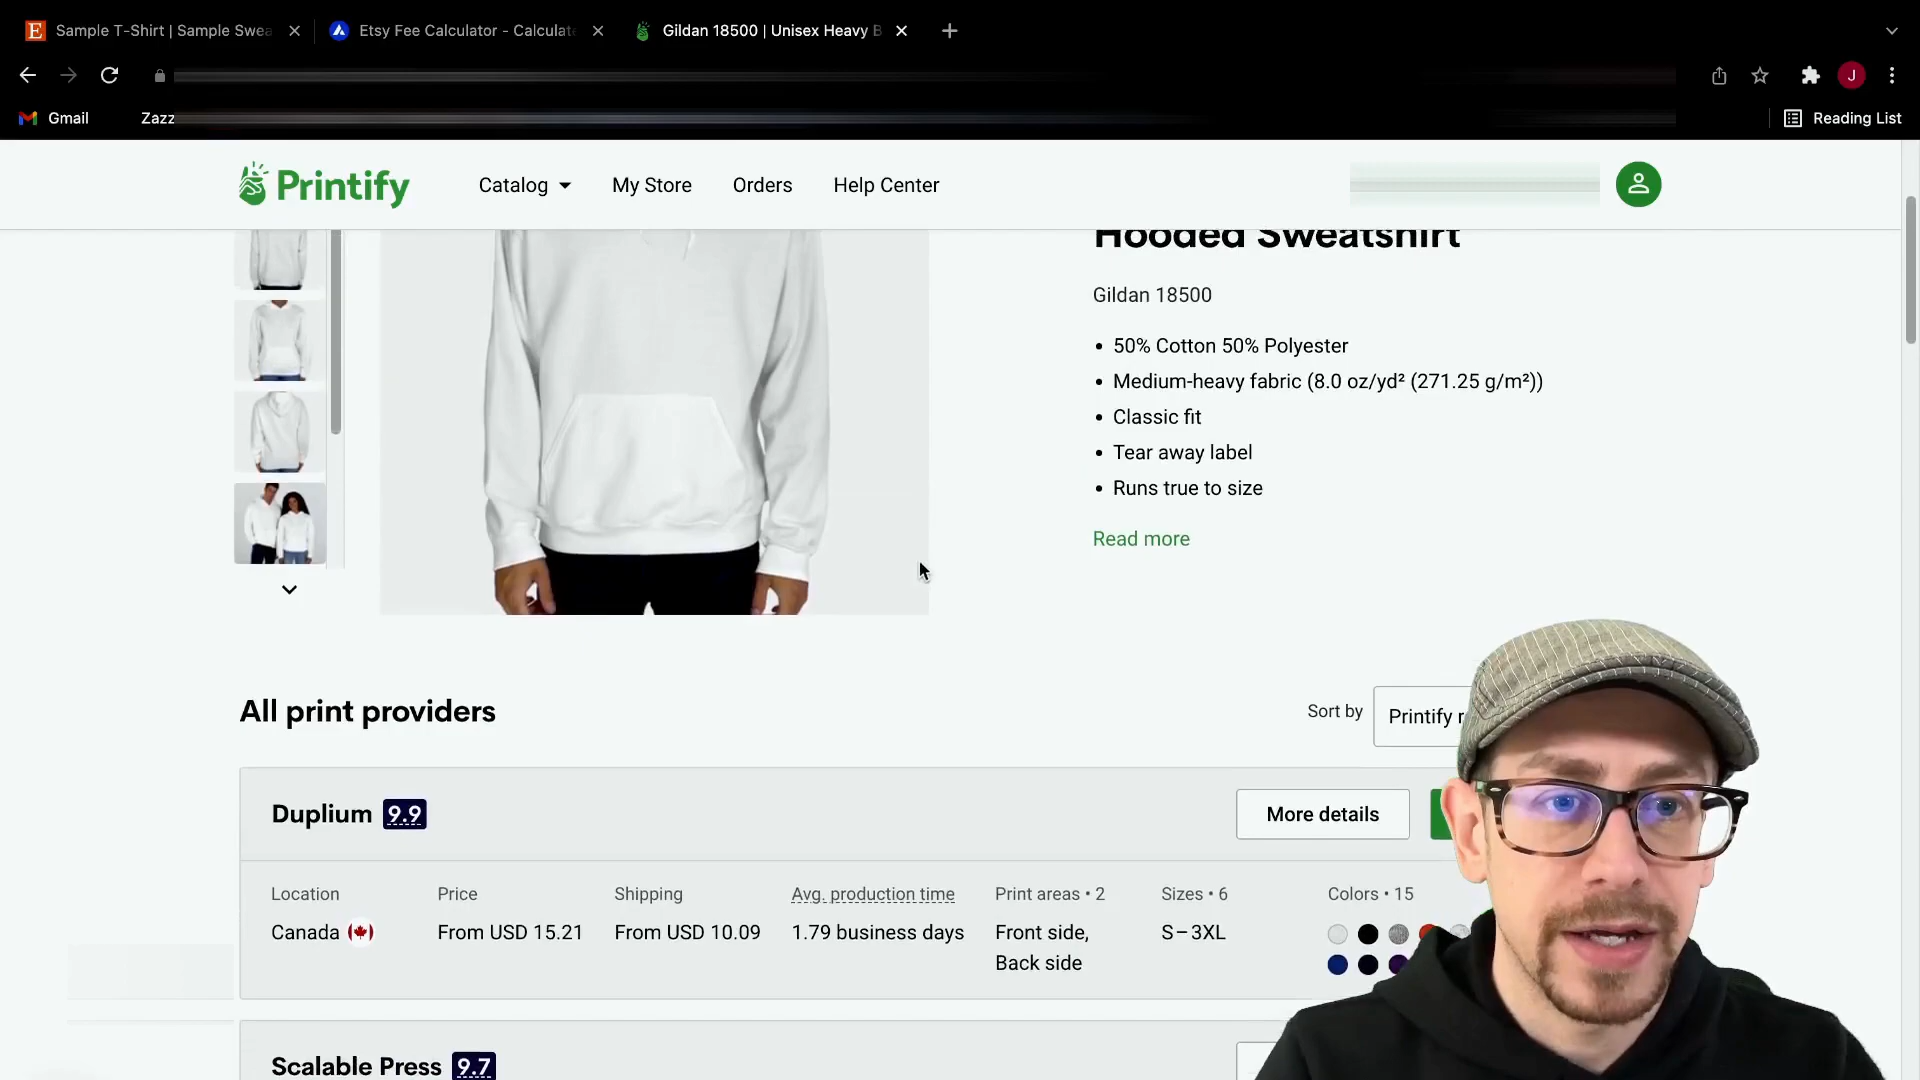 Sample T-Shirt | Sample Swea
Etsy Fee Calculator - Calculat
Gildan 18500 | Unisex Heavy B
J
Gmail
Zazz
Reading List
Printify
Catalog
My Store
Orders
Help Center
Hooded Sweatshirt
Gildan 18500
• 50% Cotton 50% Polyester
• Medium-heavy fabric (8.0 oz/yd² (271.25 g/m²))
• Classic fit
• Tear away label
• Runs true to size
Read more
All print providers
Sort by
Printify r
Duplium 9.9
More details
Location
Price
Shipping
Avg. production time
Print areas • 2
Sizes • 6
Colors • 15
Canada
From USD 15.21
From USD 10.09
1.79 business days
Front side,
Back side
S–3XL
Scalable Press 9.7